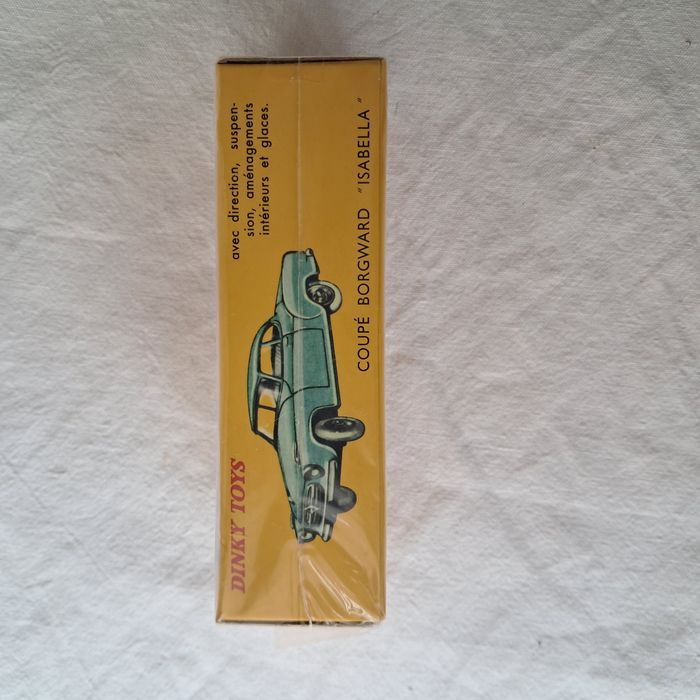 DINKY TOYS
avec direction, suspen-
sion, aménagements
intérieurs et glaces.
COUPÉ BORGWARD "ISABELLA"